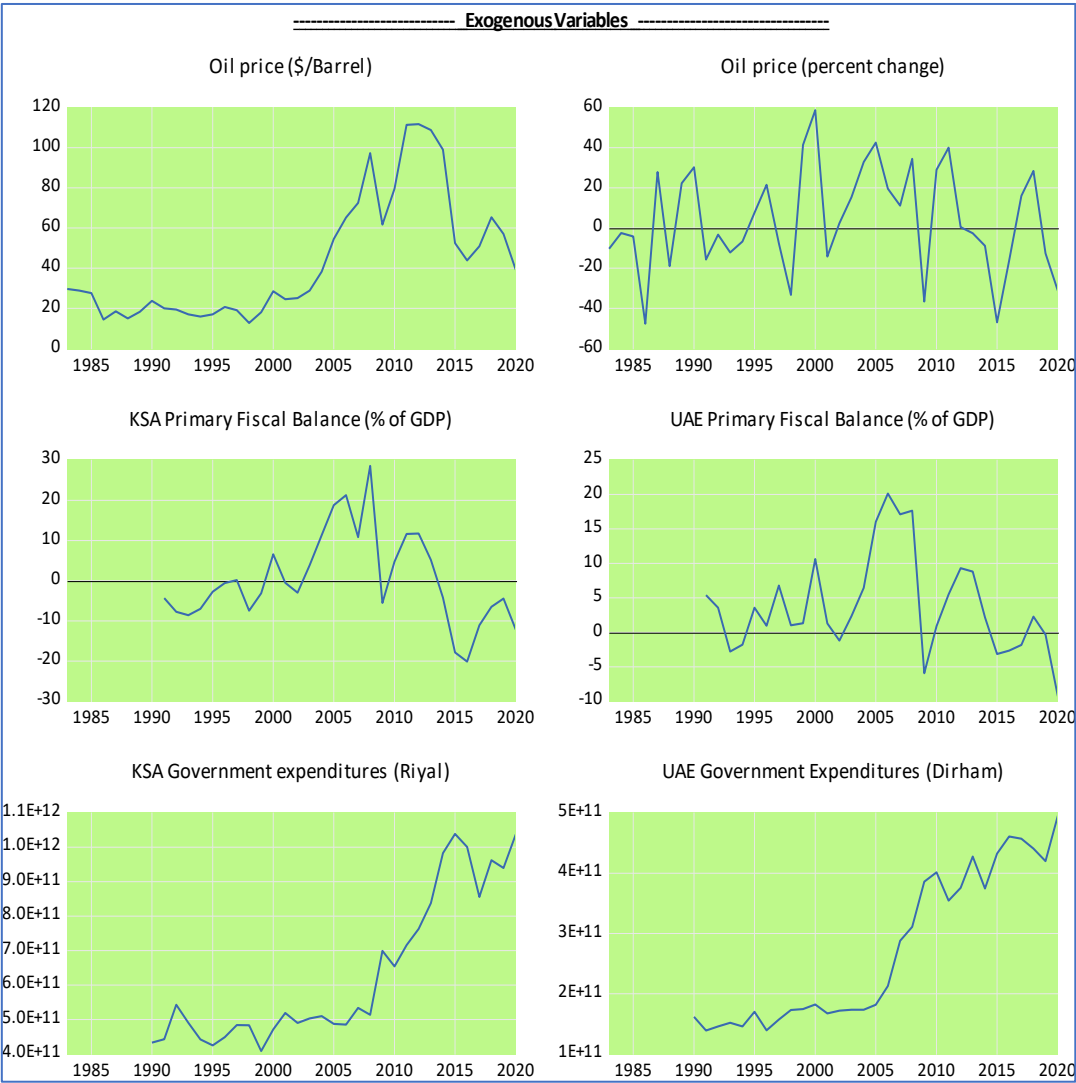 --------------------------- Exogenous Variables --------------------------------
Oil price ($/Barrel)
120
100
80
60
40
20
0
1985 1990 1995 2000 2005 2010 2015 2020
Oil price (percent change)
60
40
20
0
-20
-40
-60
1985 1990 1995 2000 2005 2010 2015 2020
KSA Primary Fiscal Balance (% of GDP)
30
20
10
0
-10
-20
-30
1985 1990 1995 2000 2005 2010 2015 2020
UAE Primary Fiscal Balance (% of GDP)
25
20
15
10
5
0
-5
-10
1985 1990 1995 2000 2005 2010 2015 2020
KSA Government expenditures (Riyal)
1.1E+12
1.0E+12
9.0E+11
8.0E+11
7.0E+11
6.0E+11
5.0E+11
4.0E+11
1985 1990 1995 2000 2005 2010 2015 2020
UAE Government Expenditures (Dirham)
5E+11
4E+11
3E+11
2E+11
1E+11
1985 1990 1995 2000 2005 2010 2015 2020